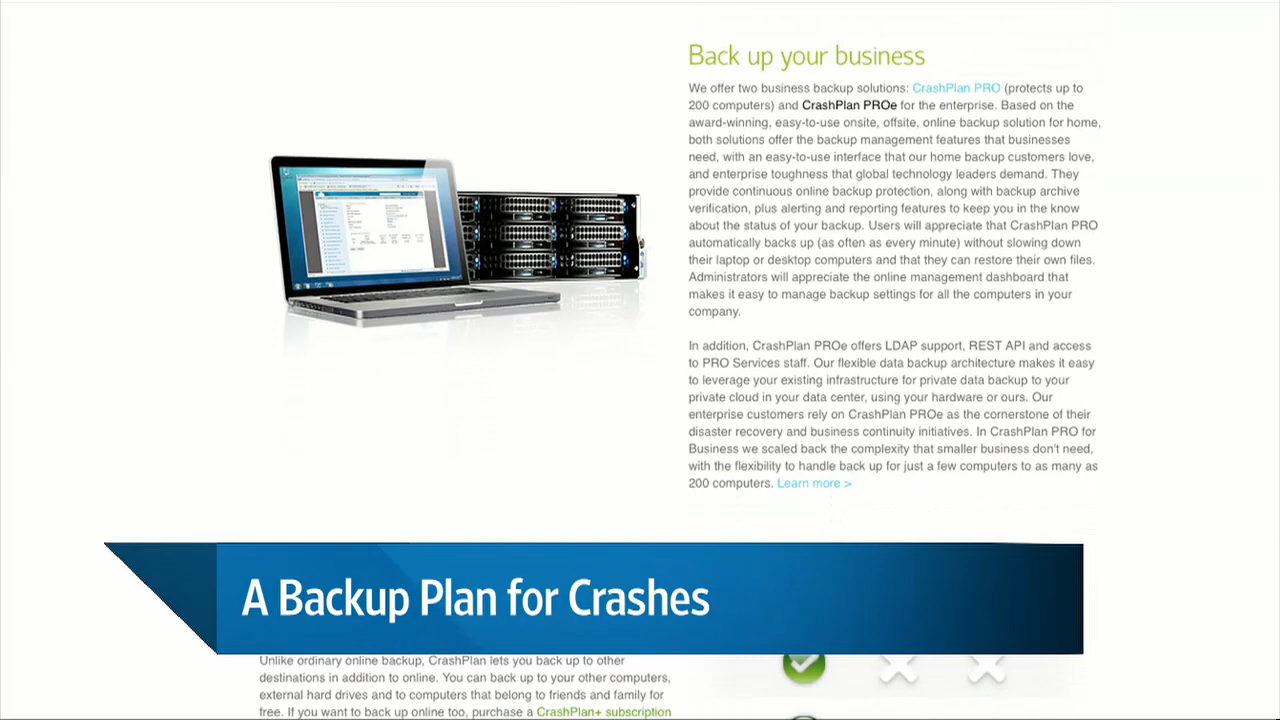 Back up your business
We offer two business backup solutions: CrashPlan PRO (protects up to
200 computers) and CrashPlan PROe for the enterprise. Based on the
award-winning, easy-to-use onsite, offsite, online backup solution for home,
both solutions offer the backup management features that businesses
need, with an easy-to-use interface that our home backup customers love,
and enterprise toughness that global technology leaders demand. They
provide continuous online backup protection, along with backup archive
verification, plus alerting and reporting features to keep you in the know
about the status of your backup. Users will appreciate that CrashPlan PRO
automatically backs up (as often as every minute) without slowing down
their laptop or desktop computers and that they can restore their own files.
Administrators will appreciate the online management dashboard that
makes it easy to manage backup settings for all the computers in your
company.
In addition, CrashPlan PROe offers LDAP support, REST API and access
to PRO Services staff. Our flexible data backup architecture makes it easy
to leverage your existing infrastructure for private data backup to your
private cloud in your data center, using your hardware or ours. Our
enterprise customers rely on CrashPlan PROe as the cornerstone of their
disaster recovery and business continuity initiatives. In CrashPlan PRO for
Business we scaled back the complexity that smaller business don't need,
with the flexibility to handle back up for just a few computers to as many as
200 computers. Learn more >
A Backup Plan for Crashes
Unlike ordinary online backup, CrashPlan lets you back up to other
destinations in addition to online. You can back up to your other computers,
external hard drives and to computers that belong to friends and family for
free. If you want to back up online too, purchase a CrashPlan+ subscription